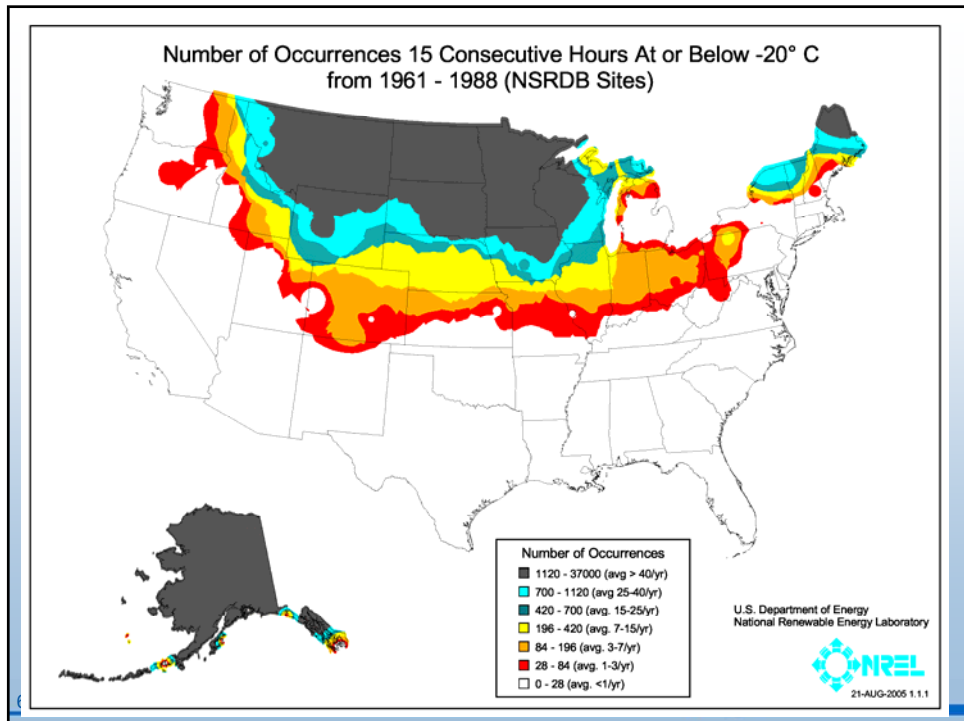 Number of Occurrences 15 Consecutive Hours At or Below -20° C
from 1961 - 1988 (NSRDB Sites)
Number of Occurrences
1120 - 37000 (avg > 40/yr)
700 - 1120 (avg 25-40/yr)
420 - 700 (avg. 15-25/yr)
196 - 420 (avg. 7-15/yr)
84 - 196 (avg. 3-7/yr)
28 - 84 (avg. 1-3/yr)
0 - 28 (avg. <1/yr)
U.S. Department of Energy
National Renewable Energy Laboratory
NREL
21-AUG-2005 1.1.1